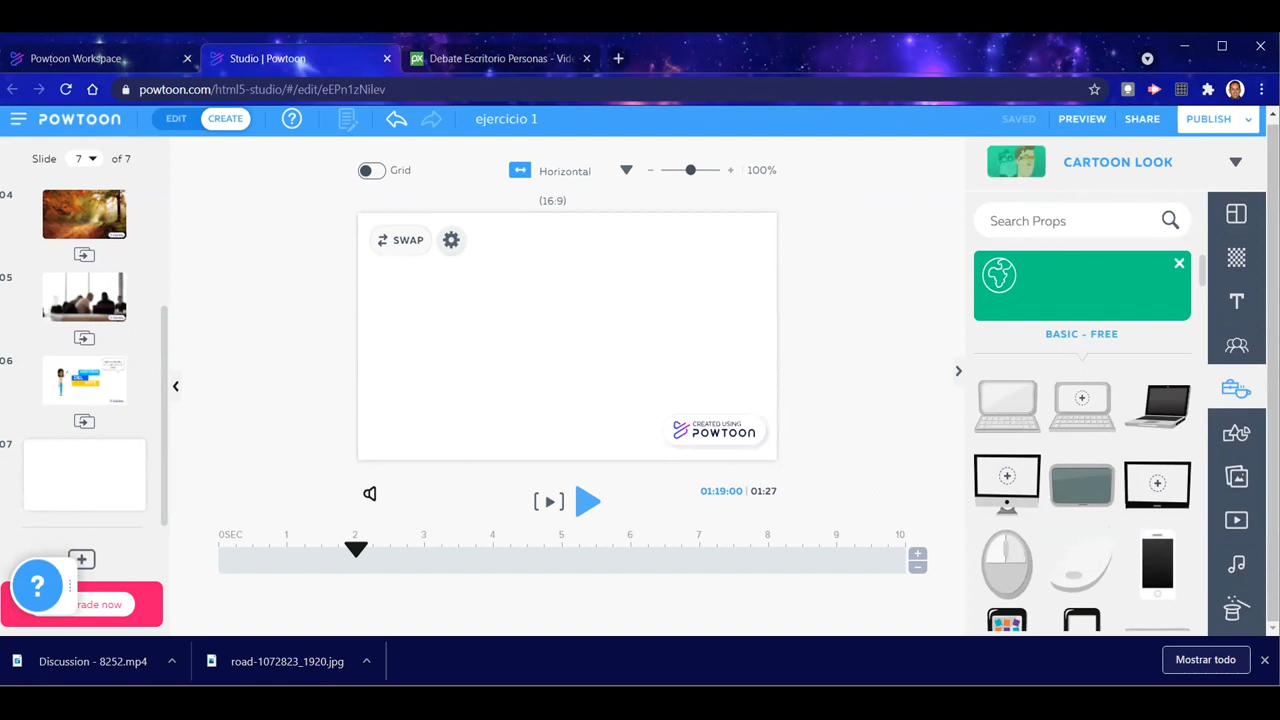 Powtoon Workspace
Studio | Powtoon
Debate Escritorio Personas - Vide
powtoon.com/html5-studio/#/edit/eEPn1zNilev
POWTOON
EDIT
CREATE
ejercicio 1
SAVED
PREVIEW
SHARE
PUBLISH
Slide 7 of 7
Grid
Horizontal
100%
(16:9)
CARTOON LOOK
Search Props
04
SWAP
BASIC - FREE
05
06
CREATED USING
POWTOON
07
01:19:00 | 01:27
0SEC 1 2 3 4 5 6 7 8 9 10
rade now
Discussion - 8252.mp4
road-1072823_1920.jpg
Mostrar todo